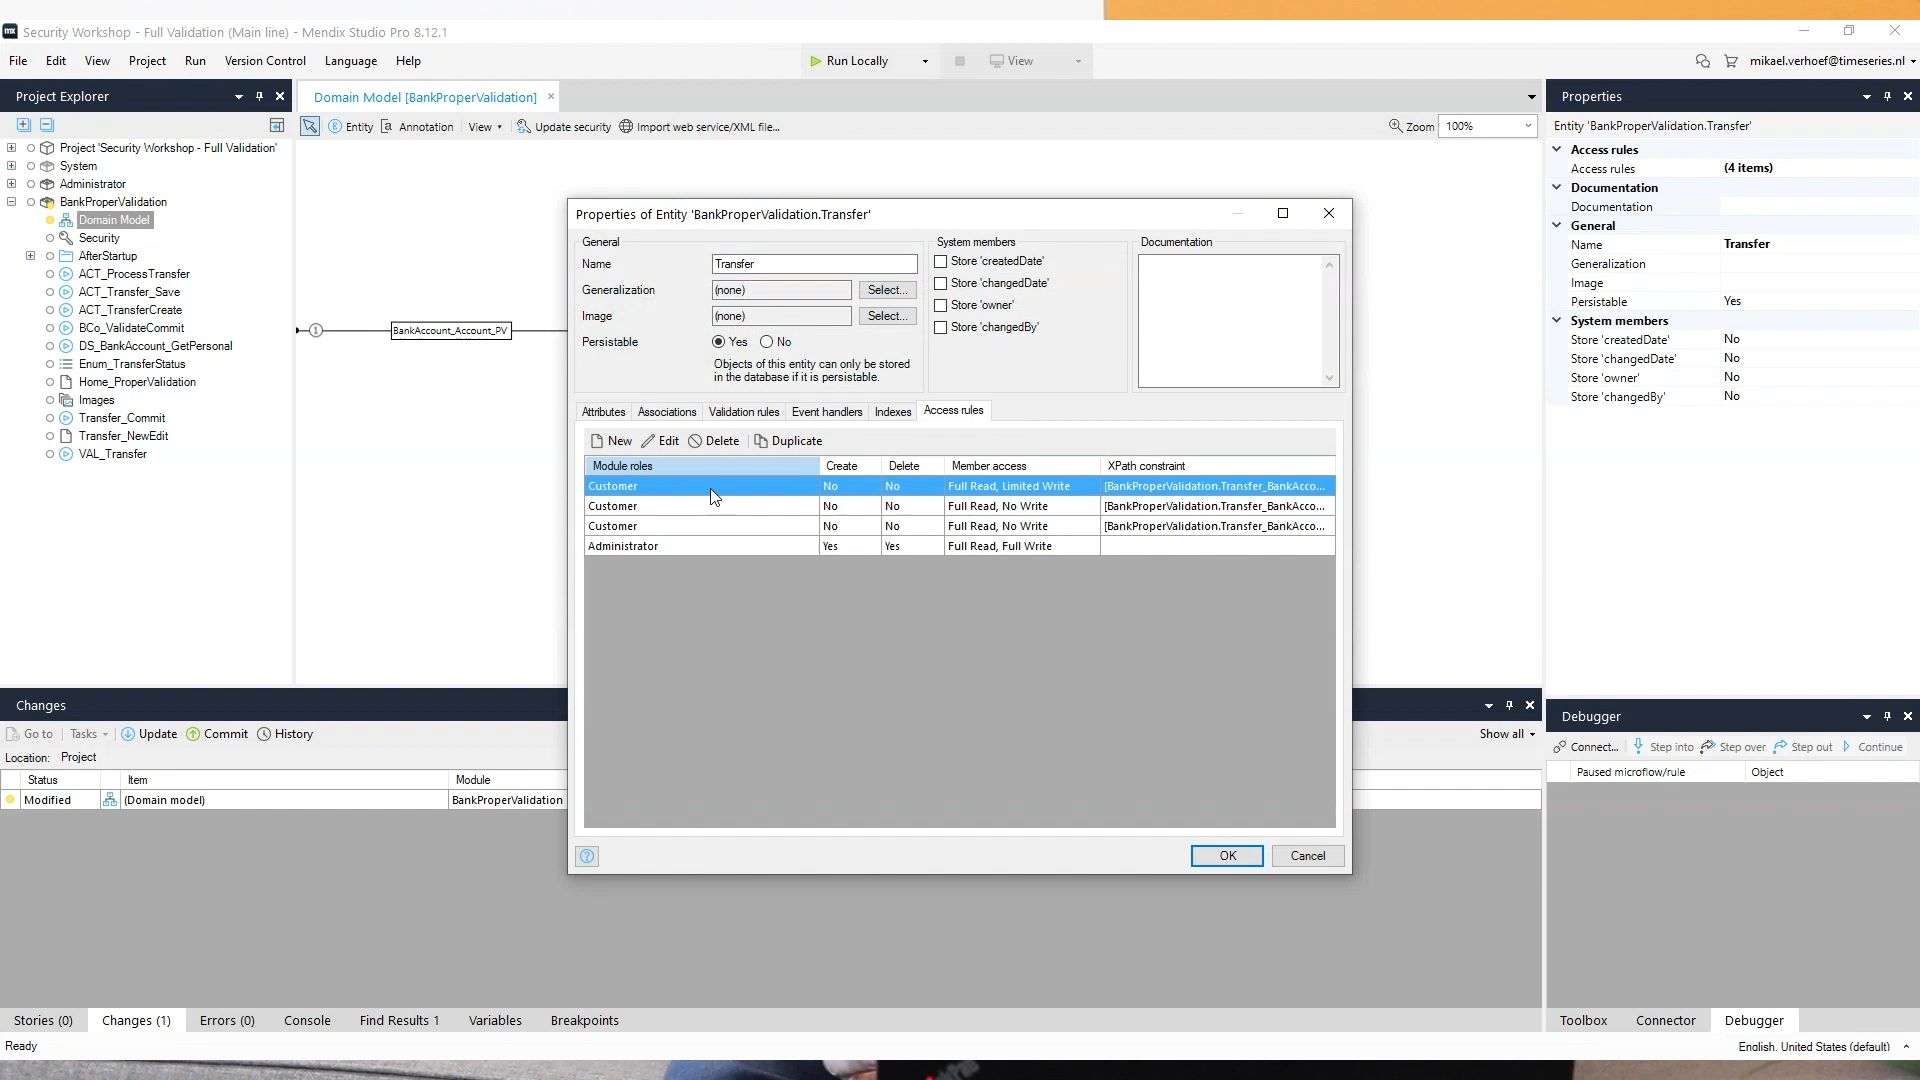 Security Workshop - Full Validation (Main line) - Mendix Studio Pro 8.12.1
File Edit View Project Run Version Control Language Help
Run Locally
View
mikael.verhoef@timeseries.nl
Project Explorer
Domain Model [BankProperValidation]
Properties
Entity Annotation View Update security Import web service/XML file...
Zoom 100%
Entity 'BankProperValidation.Transfer'
Project 'Security Workshop - Full Validation'
System
Administrator
BankProperValidation
Domain Model
Security
AfterStartup
ACT_ProcessTransfer
ACT_Transfer_Save
ACT_TransferCreate
BCo_ValidateCommit
DS_BankAccount_GetPersonal
Enum_TransferStatus
Home_ProperValidation
Images
Transfer_Commit
Transfer_NewEdit
VAL_Transfer
1
BankAccount_Account_PV
Properties of Entity 'BankProperValidation.Transfer'
General
Name Transfer
Generalization (none) Select...
Image (none) Select...
Persistable Yes No
Objects of this entity can only be stored
in the database if it is persistable.
System members
Store 'createdDate'
Store 'changedDate'
Store 'owner'
Store 'changedBy'
Documentation
Attributes Associations Validation rules Event handlers Indexes Access rules
New Edit Delete Duplicate
Module roles Create Delete Member access XPath constraint
Customer No No Full Read, Limited Write [BankProperValidation.Transfer_BankAcco...
Customer No No Full Read, No Write [BankProperValidation.Transfer_BankAcco...
Customer No No Full Read, No Write [BankProperValidation.Transfer_BankAcco...
Administrator Yes Yes Full Read, Full Write
OK Cancel
Access rules
Access rules (4 items)
Documentation
Documentation
General
Name Transfer
Generalization
Image
Persistable Yes
System members
Store 'createdDate' No
Store 'changedDate' No
Store 'owner' No
Store 'changedBy' No
Changes
Go to Tasks Update Commit History
Show all
Location: Project
Status Item Module
Modified (Domain model) BankProperValidation
Debugger
Connect... Step into Step over Step out Continue
Paused microflow/rule Object
Stories (0) Changes (1) Errors (0) Console Find Results 1 Variables Breakpoints
Toolbox Connector Debugger
Ready
English, United States (default)